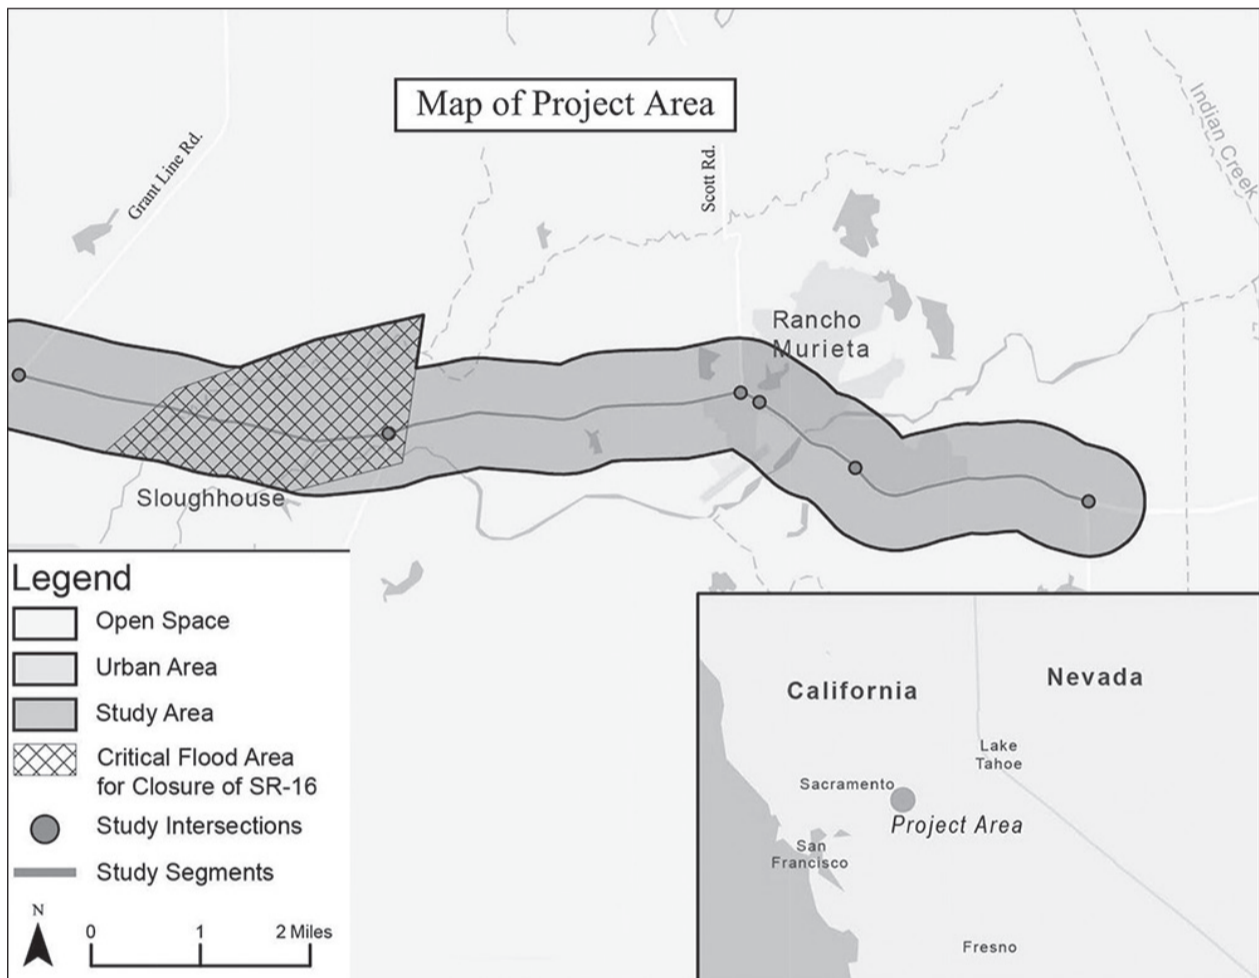 Map of Project Area
Grant Line Rd.
Scott Rd.
Indian Creek
Rancho
Murieta
Sloughhouse
Legend
Open Space
Urban Area
Study Area
Critical Flood Area
for Closure of SR-16
Study Intersections
Study Segments
N
0 1 2 Miles
California
Nevada
Lake
Tahoe
Sacramento
Project Area
San
Francisco
Fresno